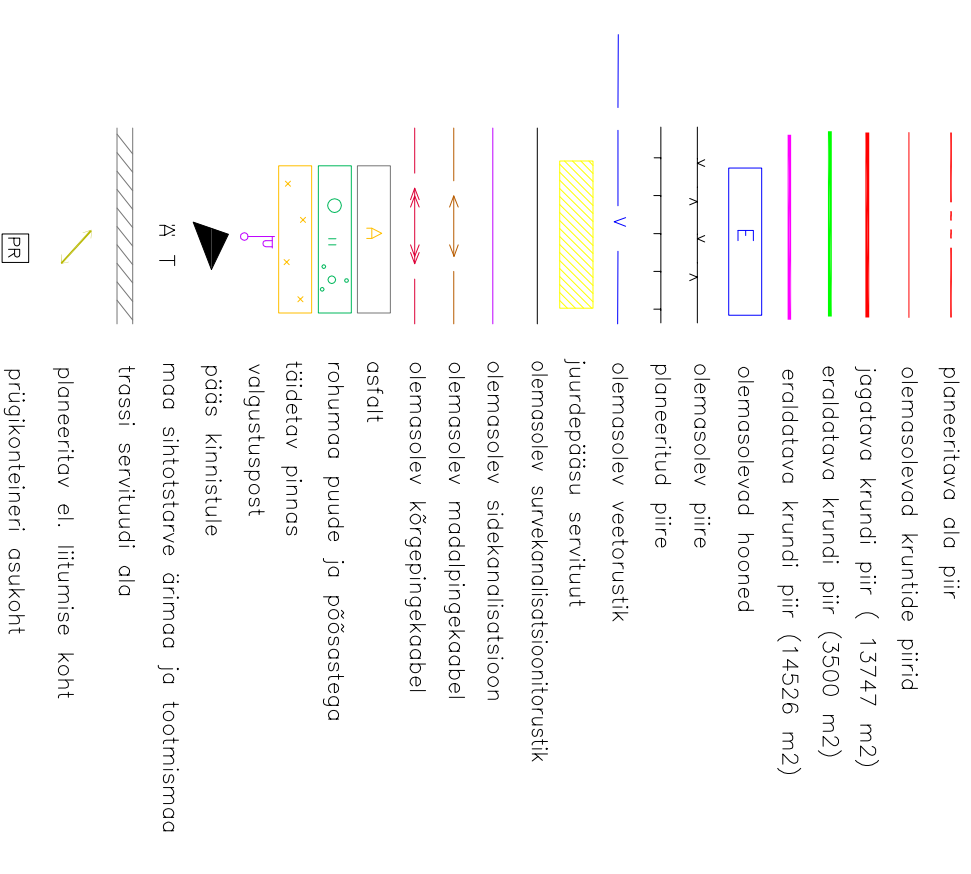 planeeritava ala piir
olemasolevad kruntide piirid
jagatava krundi piir ( 13747 m2)
eraldatava krundi piir (3500 m2)
eraldatava krundi piir (14526 m2)
E olemasolevad hooned
olemasolev piire
planeeritud piire
V olemasolev veetorustik
juurdepääsu servituut
olemasolev survekanalisatsioonitorustik
olemasolev sidekanalisatsioon
olemasolev madalpingekaabel
olemasolev kõrgepingekaabel
A asfalt
rohumaa puude ja põõsastega
täidetav pinnas
valgustuspost
pääs kinnistule
Ä T maa sihtotstarve ärimaa ja tootmismaa
trassi servituudi ala
planeeritav el. liitumise koht
PR prügikonteineri asukoht